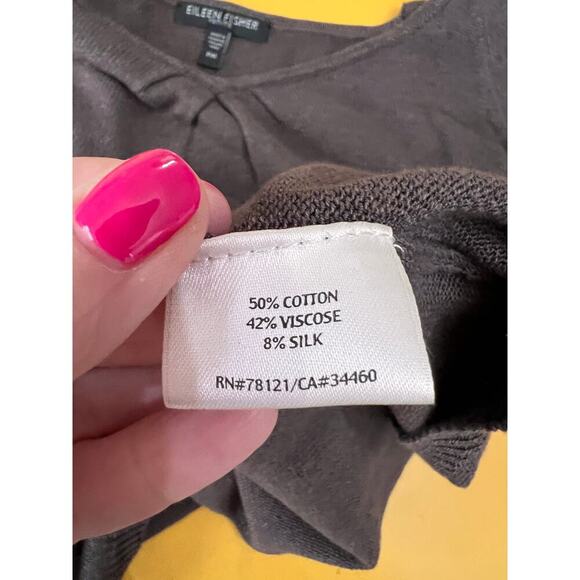 EILEEN FISHER
50% COTTON
42% VISCOSE
8% SILK
RN#78121/CA#34460